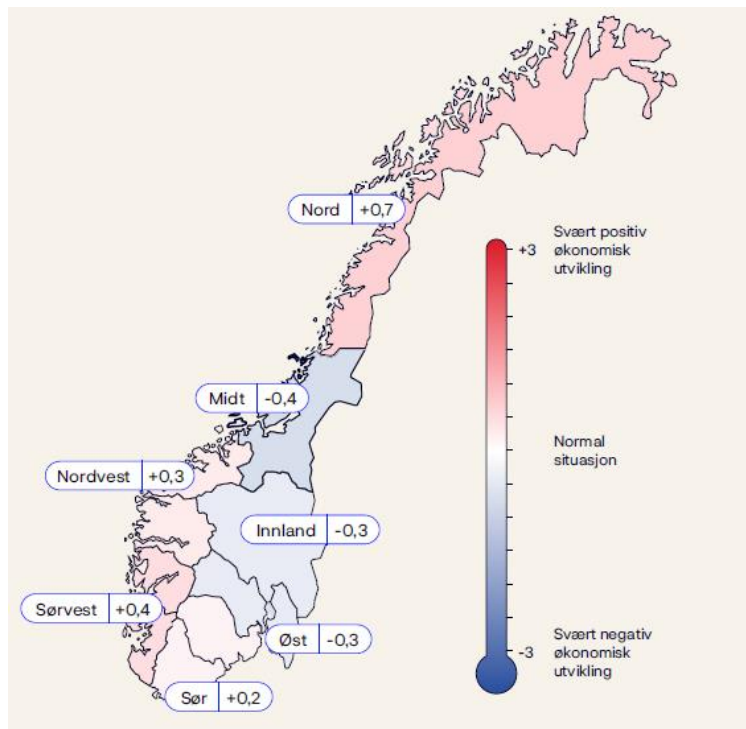 Nord +0,7
Svært positiv
+3 økonomisk
utvikling
Midt -0,4
Normal
situasjon
Nordvest +0,3
Innland -0,3
Sørvest +0,4
Øst -0,3
Svært negativ
-3 økonomisk
utvikling
Sør +0,2